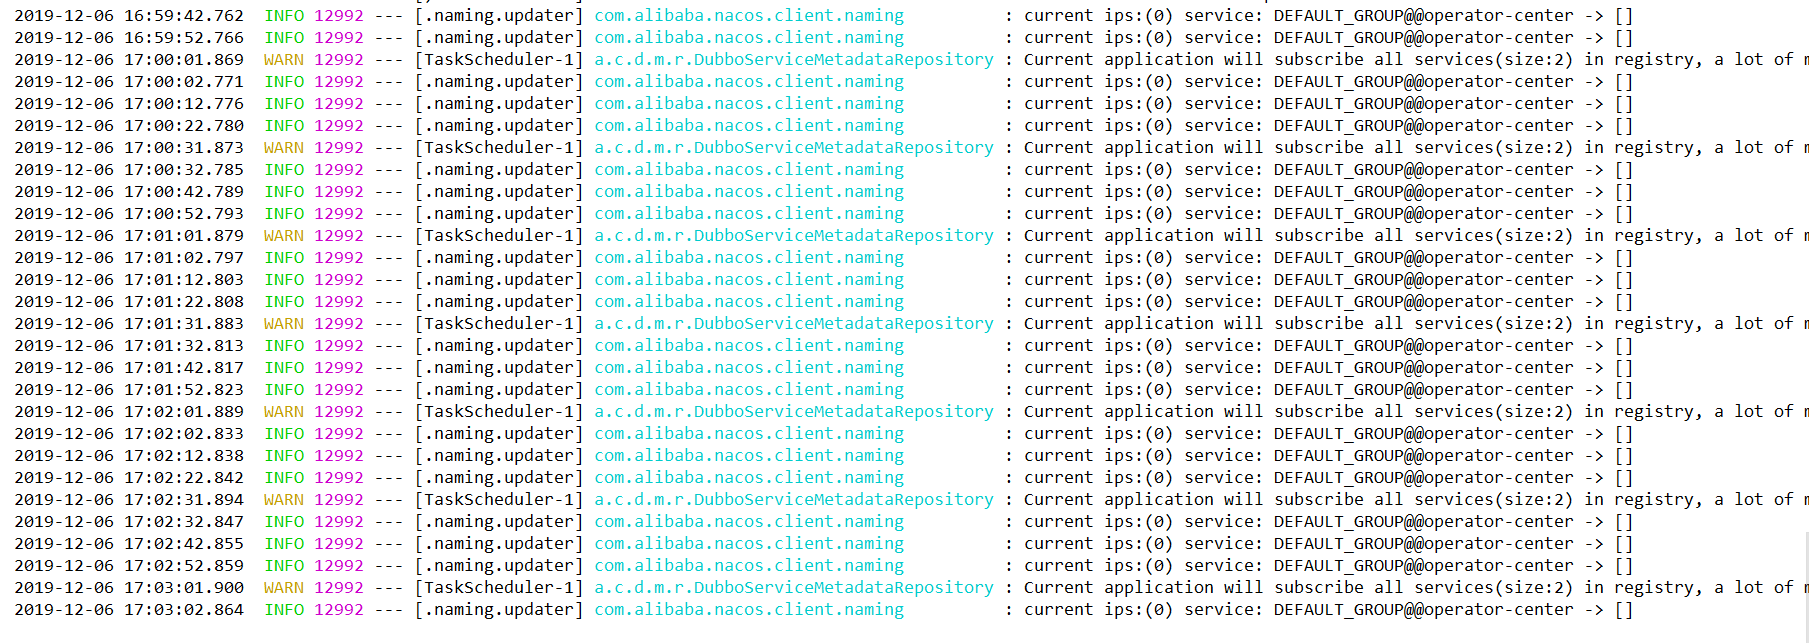 2019-12-06 16:59:42.762  INFO 12992 --- [.naming.updater] com.alibaba.nacos.client.naming          : current ips:(0) service: DEFAULT_GROUP@@operator-center -> []
2019-12-06 16:59:52.766  INFO 12992 --- [.naming.updater] com.alibaba.nacos.client.naming          : current ips:(0) service: DEFAULT_GROUP@@operator-center -> []
2019-12-06 17:00:01.869  WARN 12992 --- [TaskScheduler-1] a.c.d.m.r.DubboServiceMetadataRepository : Current application will subscribe all services(size:2) in registry, a lot of
2019-12-06 17:00:02.771  INFO 12992 --- [.naming.updater] com.alibaba.nacos.client.naming          : current ips:(0) service: DEFAULT_GROUP@@operator-center -> []
2019-12-06 17:00:12.776  INFO 12992 --- [.naming.updater] com.alibaba.nacos.client.naming          : current ips:(0) service: DEFAULT_GROUP@@operator-center -> []
2019-12-06 17:00:22.780  INFO 12992 --- [.naming.updater] com.alibaba.nacos.client.naming          : current ips:(0) service: DEFAULT_GROUP@@operator-center -> []
2019-12-06 17:00:31.873  WARN 12992 --- [TaskScheduler-1] a.c.d.m.r.DubboServiceMetadataRepository : Current application will subscribe all services(size:2) in registry, a lot of
2019-12-06 17:00:32.785  INFO 12992 --- [.naming.updater] com.alibaba.nacos.client.naming          : current ips:(0) service: DEFAULT_GROUP@@operator-center -> []
2019-12-06 17:00:42.789  INFO 12992 --- [.naming.updater] com.alibaba.nacos.client.naming          : current ips:(0) service: DEFAULT_GROUP@@operator-center -> []
2019-12-06 17:00:52.793  INFO 12992 --- [.naming.updater] com.alibaba.nacos.client.naming          : current ips:(0) service: DEFAULT_GROUP@@operator-center -> []
2019-12-06 17:01:01.879  WARN 12992 --- [TaskScheduler-1] a.c.d.m.r.DubboServiceMetadataRepository : Current application will subscribe all services(size:2) in registry, a lot of
2019-12-06 17:01:02.797  INFO 12992 --- [.naming.updater] com.alibaba.nacos.client.naming          : current ips:(0) service: DEFAULT_GROUP@@operator-center -> []
2019-12-06 17:01:12.803  INFO 12992 --- [.naming.updater] com.alibaba.nacos.client.naming          : current ips:(0) service: DEFAULT_GROUP@@operator-center -> []
2019-12-06 17:01:22.808  INFO 12992 --- [.naming.updater] com.alibaba.nacos.client.naming          : current ips:(0) service: DEFAULT_GROUP@@operator-center -> []
2019-12-06 17:01:31.883  WARN 12992 --- [TaskScheduler-1] a.c.d.m.r.DubboServiceMetadataRepository : Current application will subscribe all services(size:2) in registry, a lot of
2019-12-06 17:01:32.813  INFO 12992 --- [.naming.updater] com.alibaba.nacos.client.naming          : current ips:(0) service: DEFAULT_GROUP@@operator-center -> []
2019-12-06 17:01:42.817  INFO 12992 --- [.naming.updater] com.alibaba.nacos.client.naming          : current ips:(0) service: DEFAULT_GROUP@@operator-center -> []
2019-12-06 17:01:52.823  INFO 12992 --- [.naming.updater] com.alibaba.nacos.client.naming          : current ips:(0) service: DEFAULT_GROUP@@operator-center -> []
2019-12-06 17:02:01.889  WARN 12992 --- [TaskScheduler-1] a.c.d.m.r.DubboServiceMetadataRepository : Current application will subscribe all services(size:2) in registry, a lot of
2019-12-06 17:02:02.833  INFO 12992 --- [.naming.updater] com.alibaba.nacos.client.naming          : current ips:(0) service: DEFAULT_GROUP@@operator-center -> []
2019-12-06 17:02:12.838  INFO 12992 --- [.naming.updater] com.alibaba.nacos.client.naming          : current ips:(0) service: DEFAULT_GROUP@@operator-center -> []
2019-12-06 17:02:22.842  INFO 12992 --- [.naming.updater] com.alibaba.nacos.client.naming          : current ips:(0) service: DEFAULT_GROUP@@operator-center -> []
2019-12-06 17:02:31.894  WARN 12992 --- [TaskScheduler-1] a.c.d.m.r.DubboServiceMetadataRepository : Current application will subscribe all services(size:2) in registry, a lot of
2019-12-06 17:02:32.847  INFO 12992 --- [.naming.updater] com.alibaba.nacos.client.naming          : current ips:(0) service: DEFAULT_GROUP@@operator-center -> []
2019-12-06 17:02:42.855  INFO 12992 --- [.naming.updater] com.alibaba.nacos.client.naming          : current ips:(0) service: DEFAULT_GROUP@@operator-center -> []
2019-12-06 17:02:52.859  INFO 12992 --- [.naming.updater] com.alibaba.nacos.client.naming          : current ips:(0) service: DEFAULT_GROUP@@operator-center -> []
2019-12-06 17:03:01.900  WARN 12992 --- [TaskScheduler-1] a.c.d.m.r.DubboServiceMetadataRepository : Current application will subscribe all services(size:2) in registry, a lot of
2019-12-06 17:03:02.864  INFO 12992 --- [.naming.updater] com.alibaba.nacos.client.naming          : current ips:(0) service: DEFAULT_GROUP@@operator-center -> []